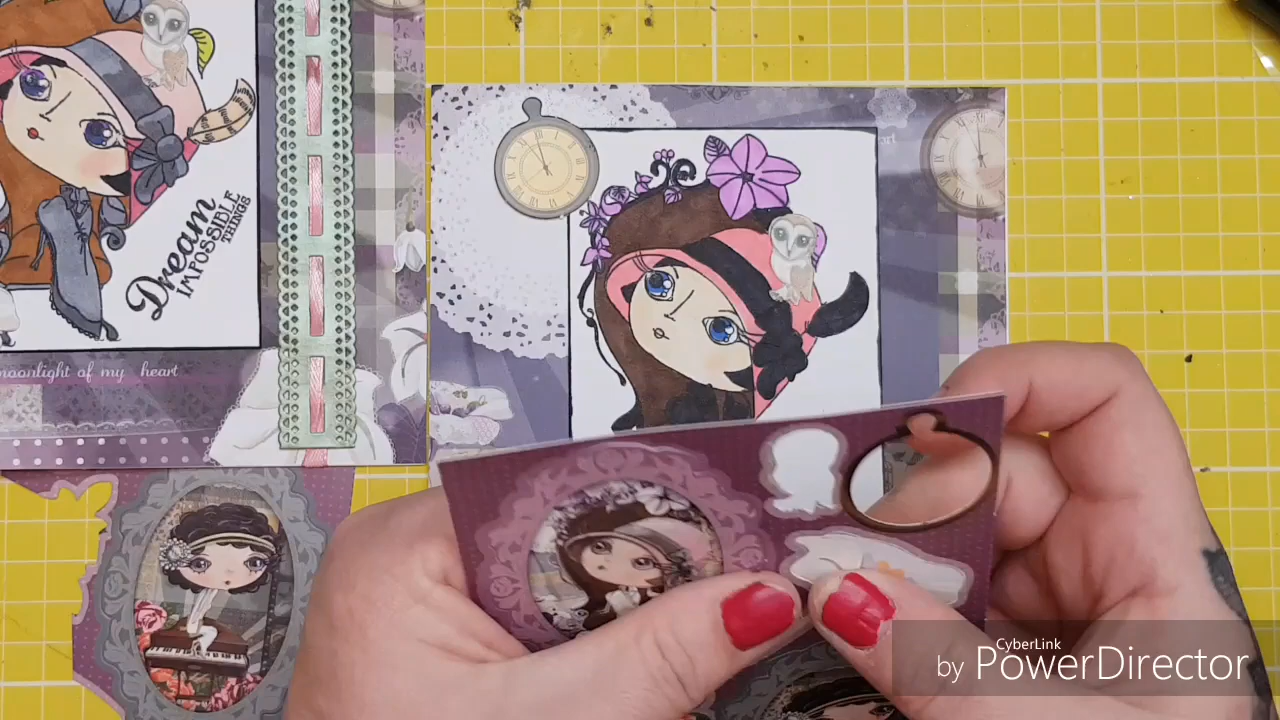 Dream
IMPOSSIBLE
THINGS
moonlight of my heart
CyberLink
by PowerDirector